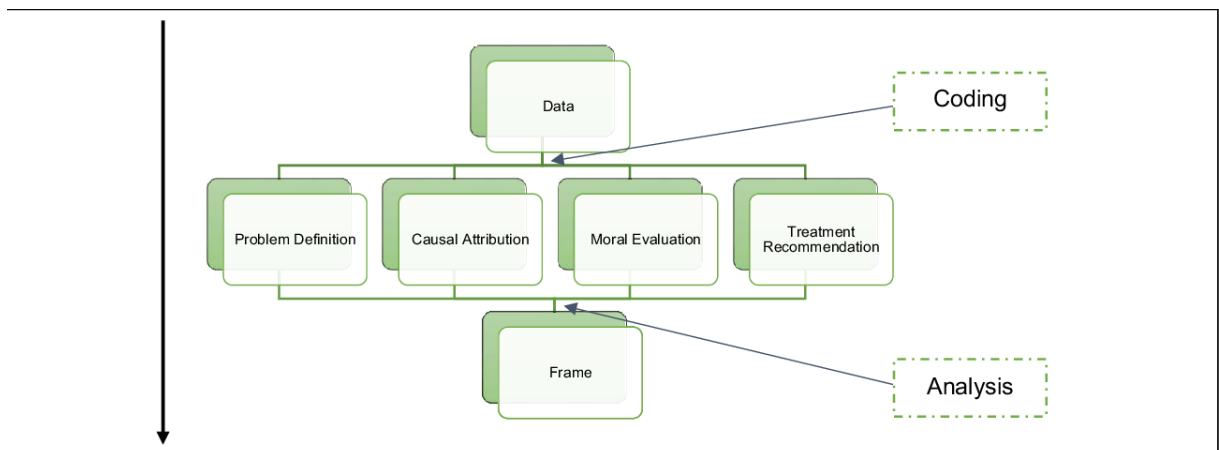 Data
Coding
Problem Definition
Causal Attribution
Moral Evaluation
Treatment
Recommendation
Frame
Analysis